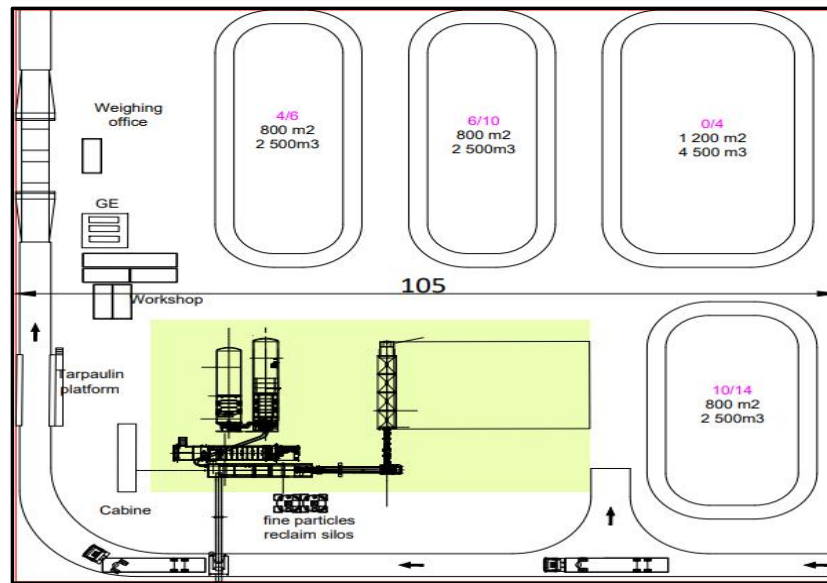 4/6
800 m2
2 500m3
6/10
800 m2
2 500m3
0/4
1 200 m2
4 500 m3
Weighing
office
GE
105
Workshop
Tarpaulin
platform
10/14
800 m2
2 500m3
Cabine
fine particles
reclaim silos